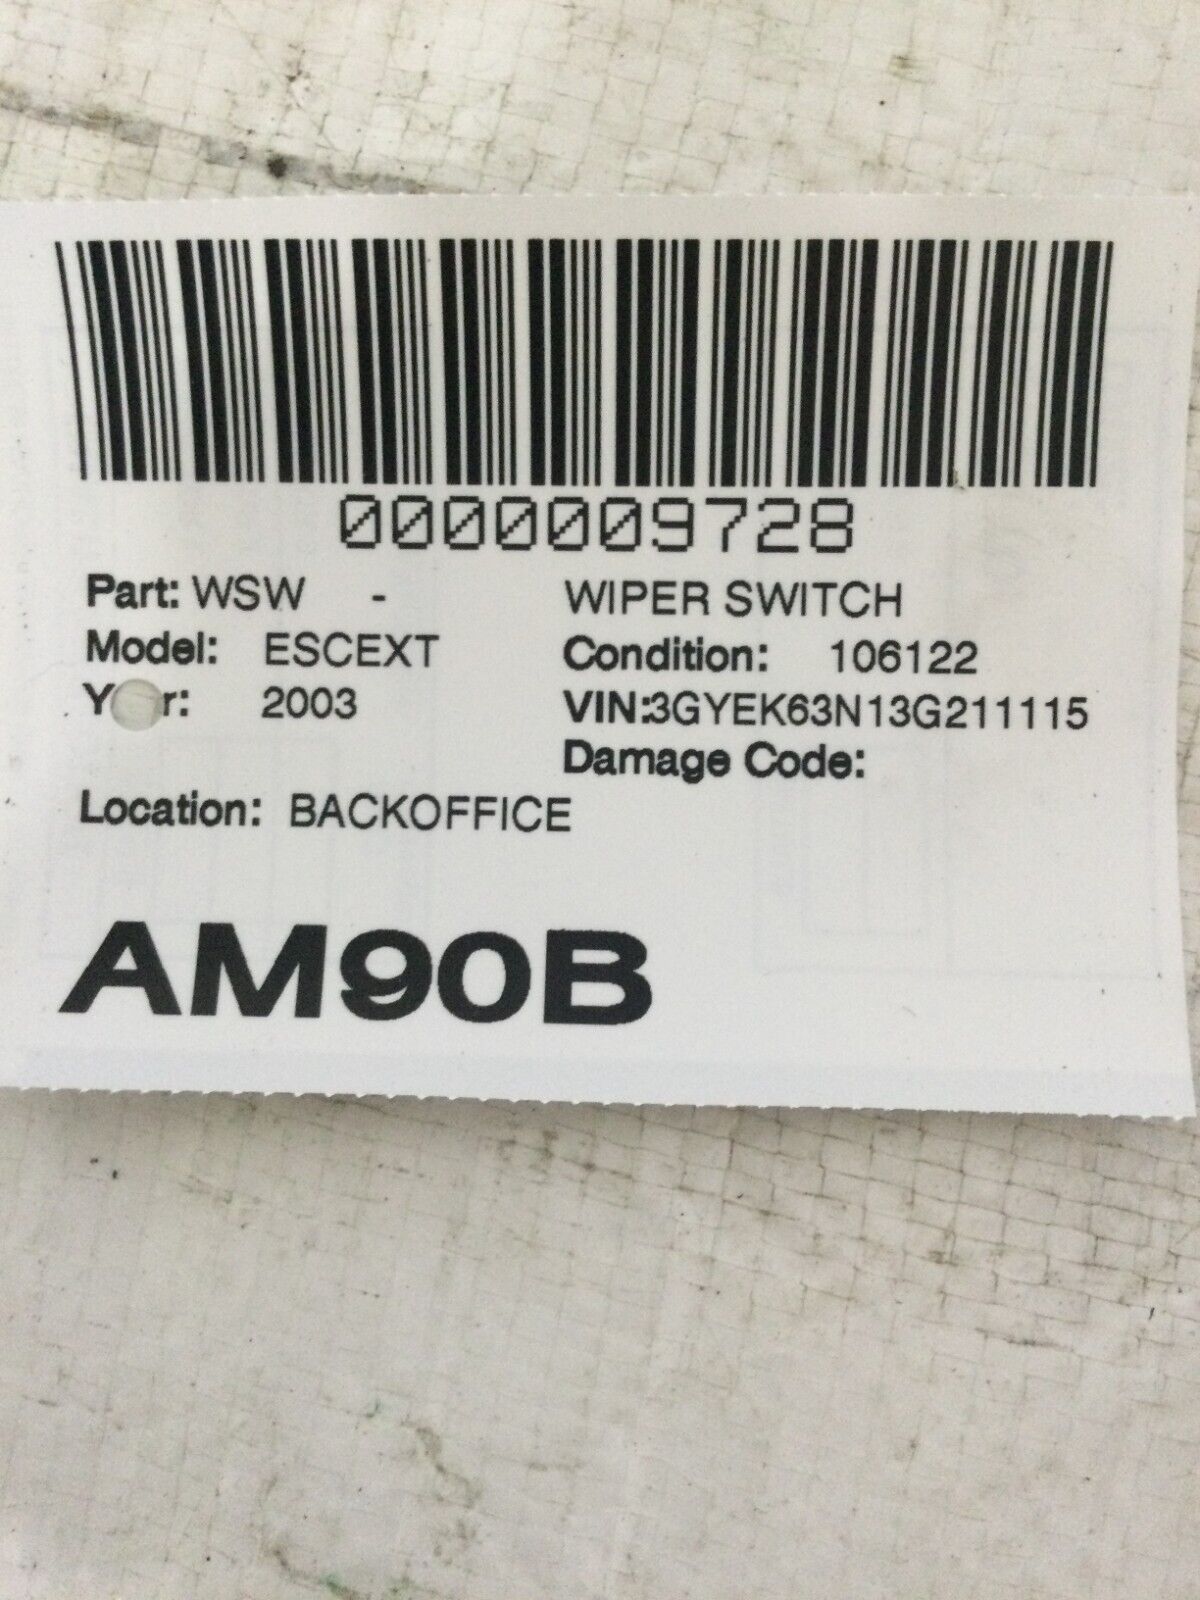 0000009728
Part: WSW - WIPER SWITCH
Model: ESCEXT Condition: 106122
Y r: 2003 VIN:3GYEK63N13G211115
Damage Code:
Location: BACKOFFICE
AM90B